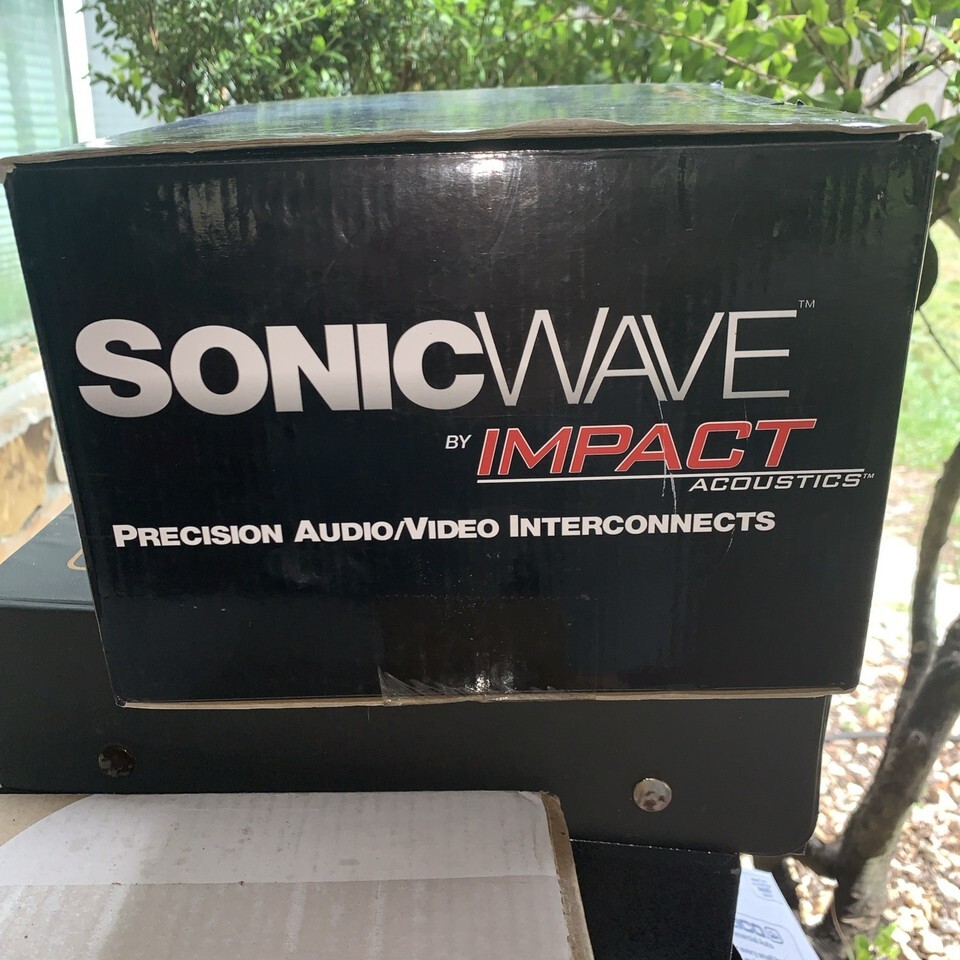 SONICWAVE™
BY IMPACT
ACOUSTICS™
PRECISION AUDIO/VIDEO INTERCONNECTS